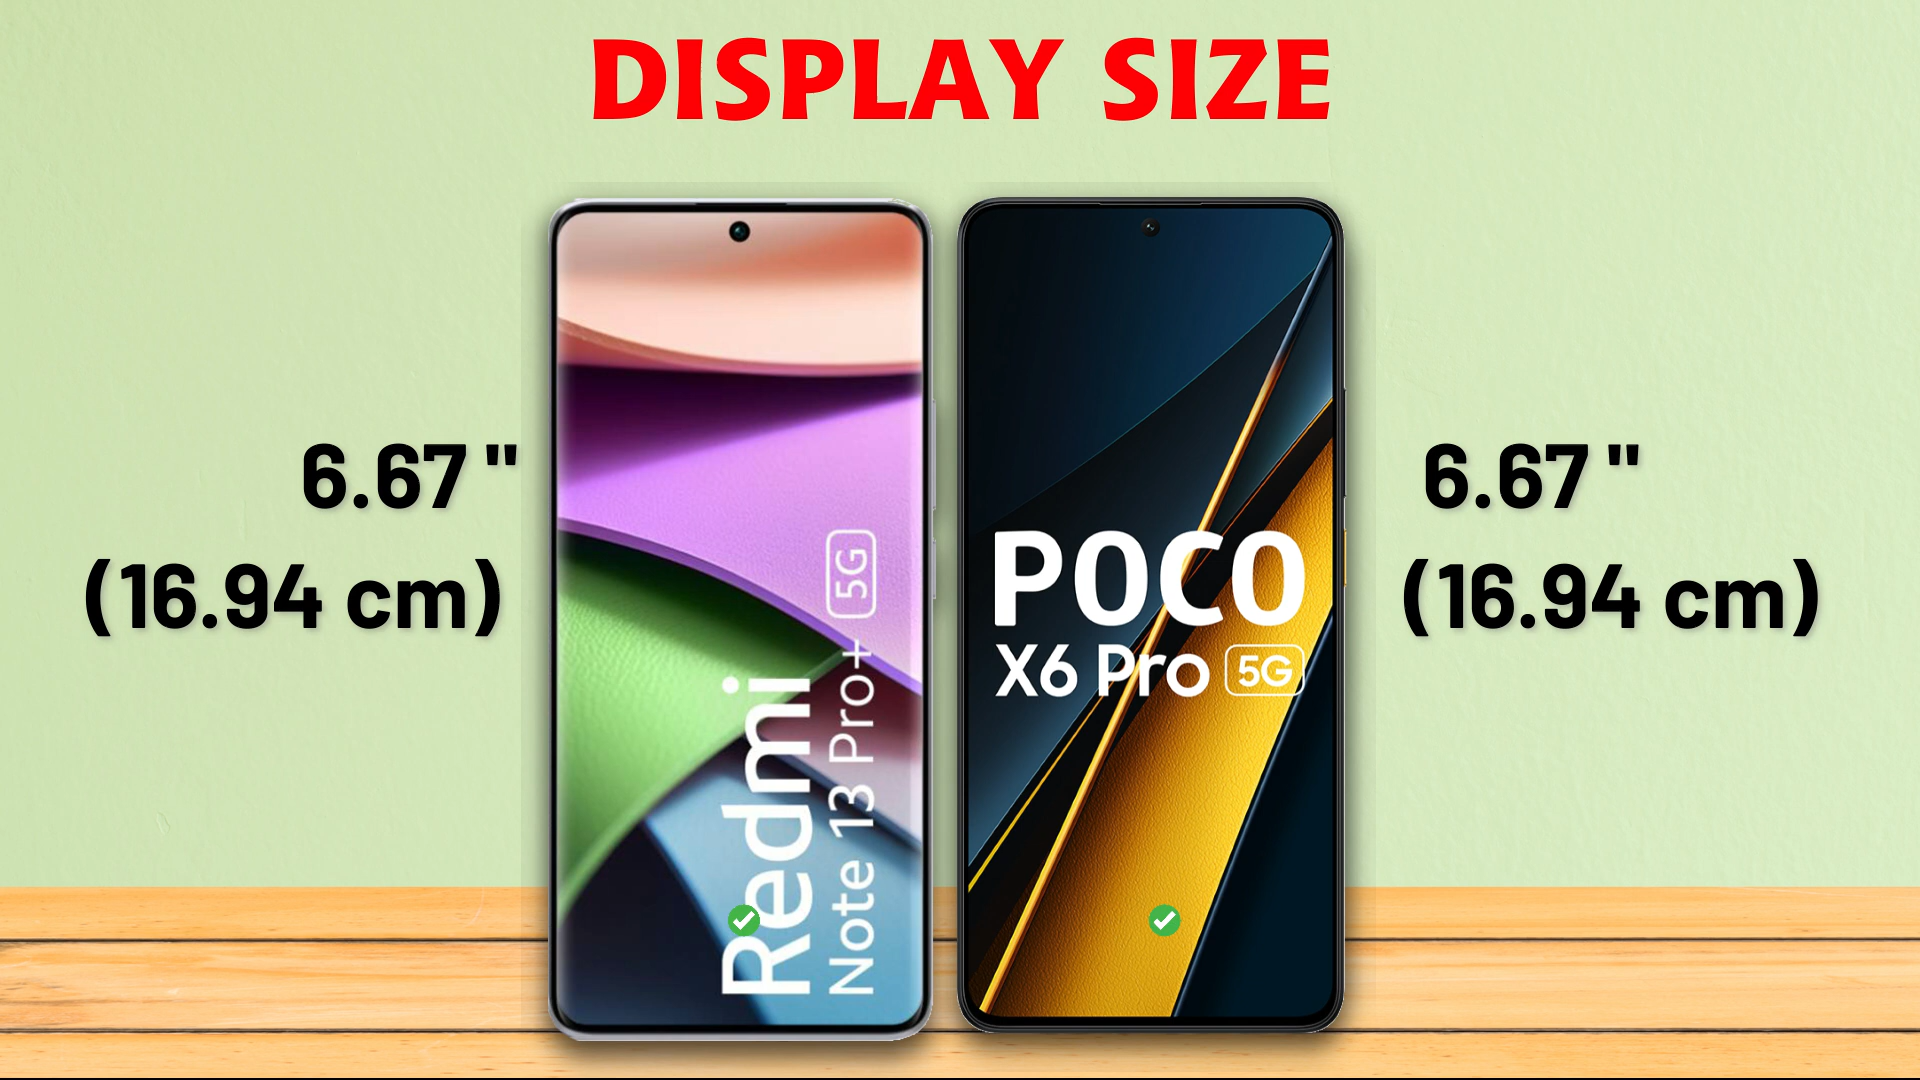 DISPLAY SIZE
6.67"
(16.94 cm)
Redmi
Note 13 Pro+ 5G
POCO
X6 Pro 5G
6.67"
(16.94 cm)